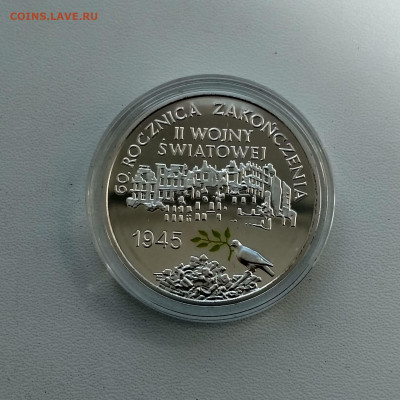 COINS.LAVE.RU
60. ROCZNICA ZAKOŃCZENIA
II WOJNY
ŚWIATOWEJ
1945